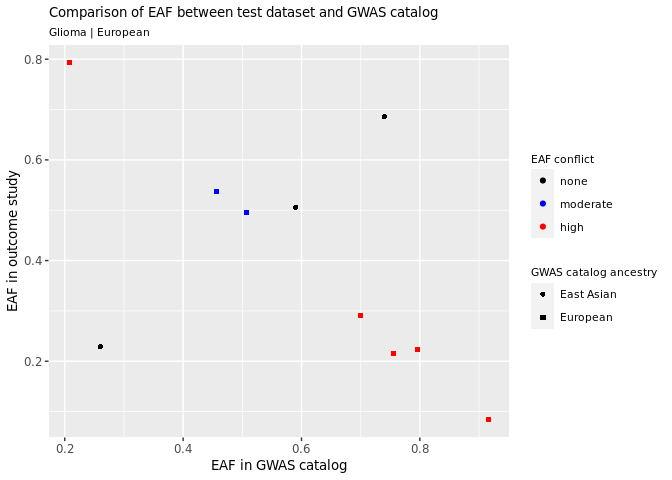 Comparison of EAF between test dataset and GWAS catalog
Glioma | European
EAF in outcome study
0.8
0.6
0.4
0.2
0.2
0.4
0.6
0.8
EAF in GWAS catalog
EAF conflict
none
moderate
high
GWAS catalog ancestry
East Asian
European